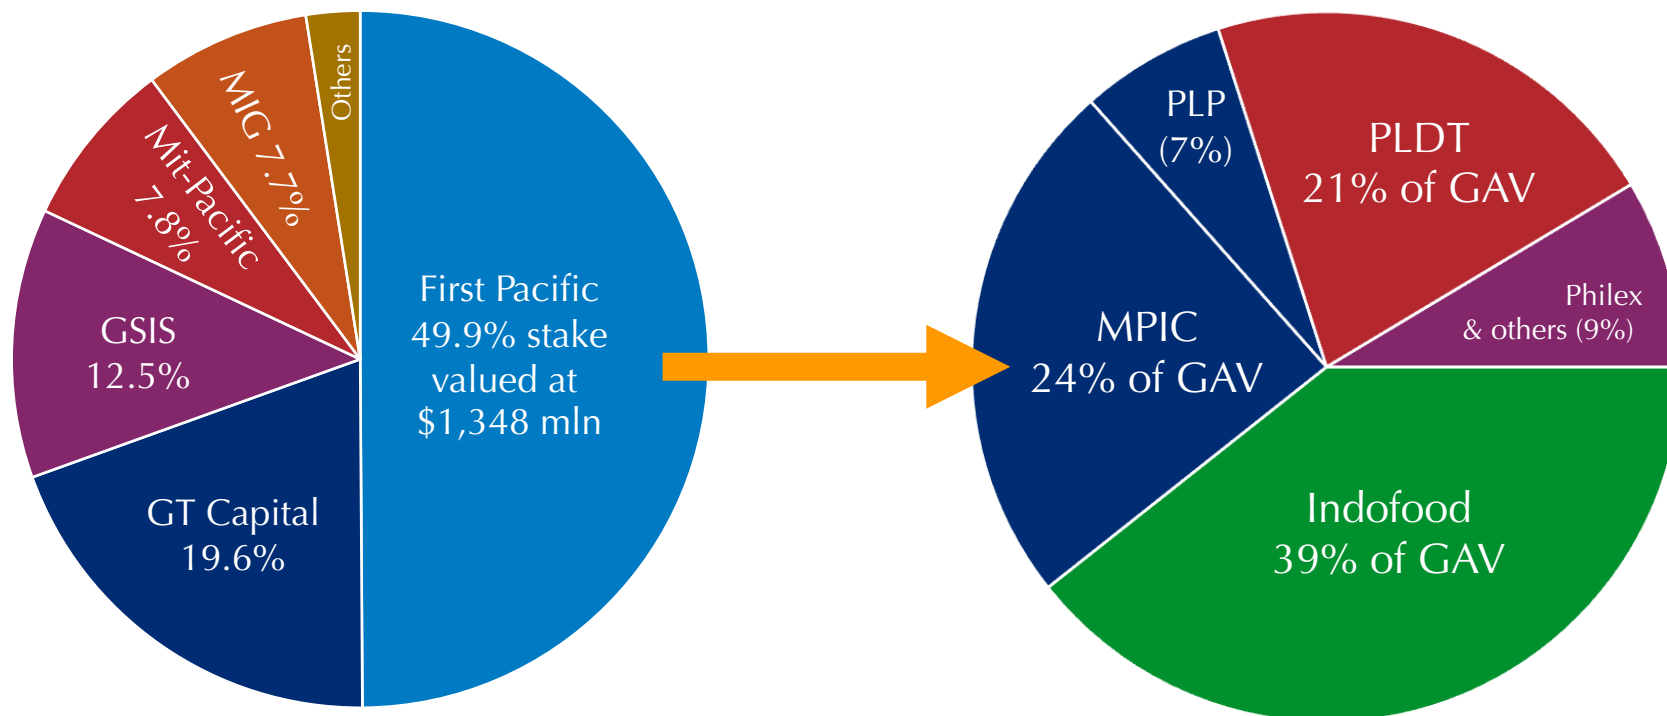 Others
MIG 7.7%
Mit-Pacific
7.8%
GSIS
12.5%
GT Capital
19.6%
First Pacific
49.9% stake
valued at
$1,348 mln
PLP
(7%)
PLDT
21% of GAV
Philex
& others (9%)
MPIC
24% of GAV
Indofood
39% of GAV